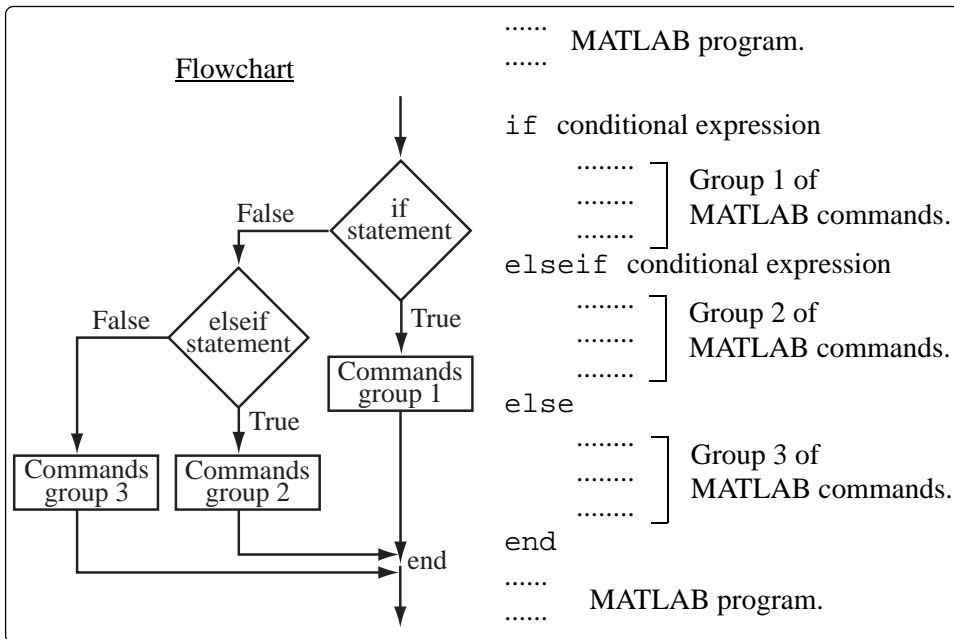 Flowchart
if
statement
False
True
elseif
statement
False
True
Commands
group 1
Commands
group 3
Commands
group 2
end
...... MATLAB program.
......
if conditional expression
........ Group 1 of
........ MATLAB commands.
........
elseif conditional expression
........ Group 2 of
........ MATLAB commands.
........
else
........ Group 3 of
........ MATLAB commands.
........
end
...... MATLAB program.
......